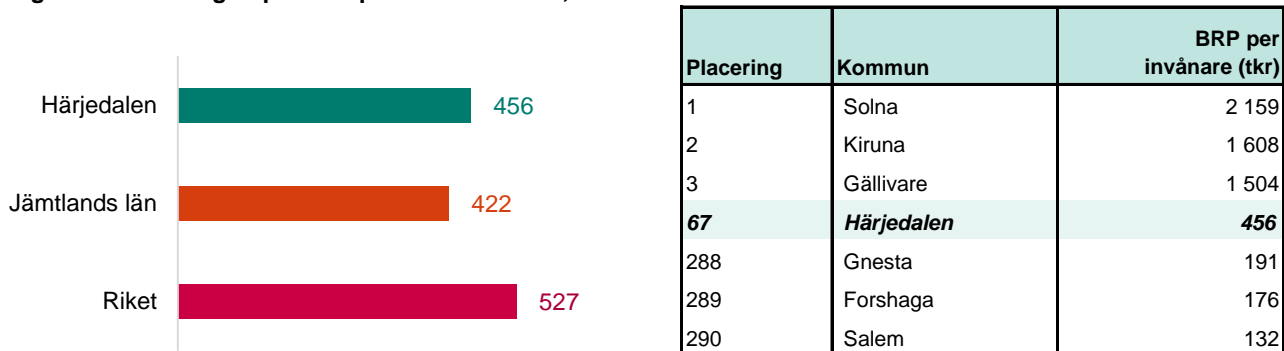 Härjedalen 456
Jämtlands län 422
Riket 527
Placering Kommun BRP per invånare (tkr)
1 Solna 2 159
2 Kiruna 1 608
3 Gällivare 1 504
67 Härjedalen 456
288 Gnesta 191
289 Forshaga 176
290 Salem 132